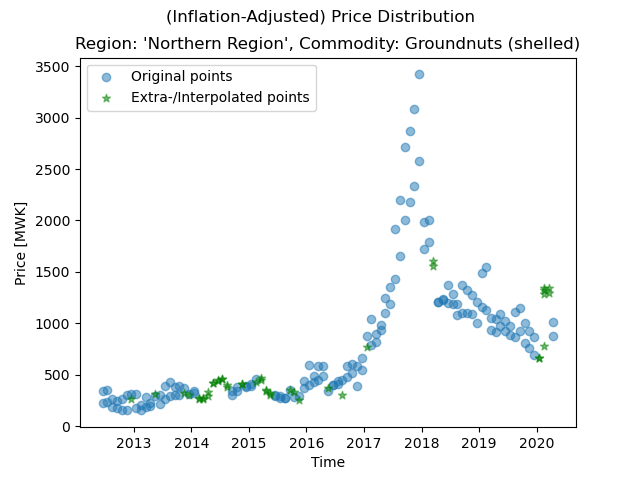 (Inflation-Adjusted) Price Distribution
Region: 'Northern Region', Commodity: Groundnuts (shelled)
Original points
Extra-/Interpolated points
3500
3000
2500
2000
1500
1000
500
0
Price [MWK]
2013 2014 2015 2016 2017 2018 2019 2020
Time